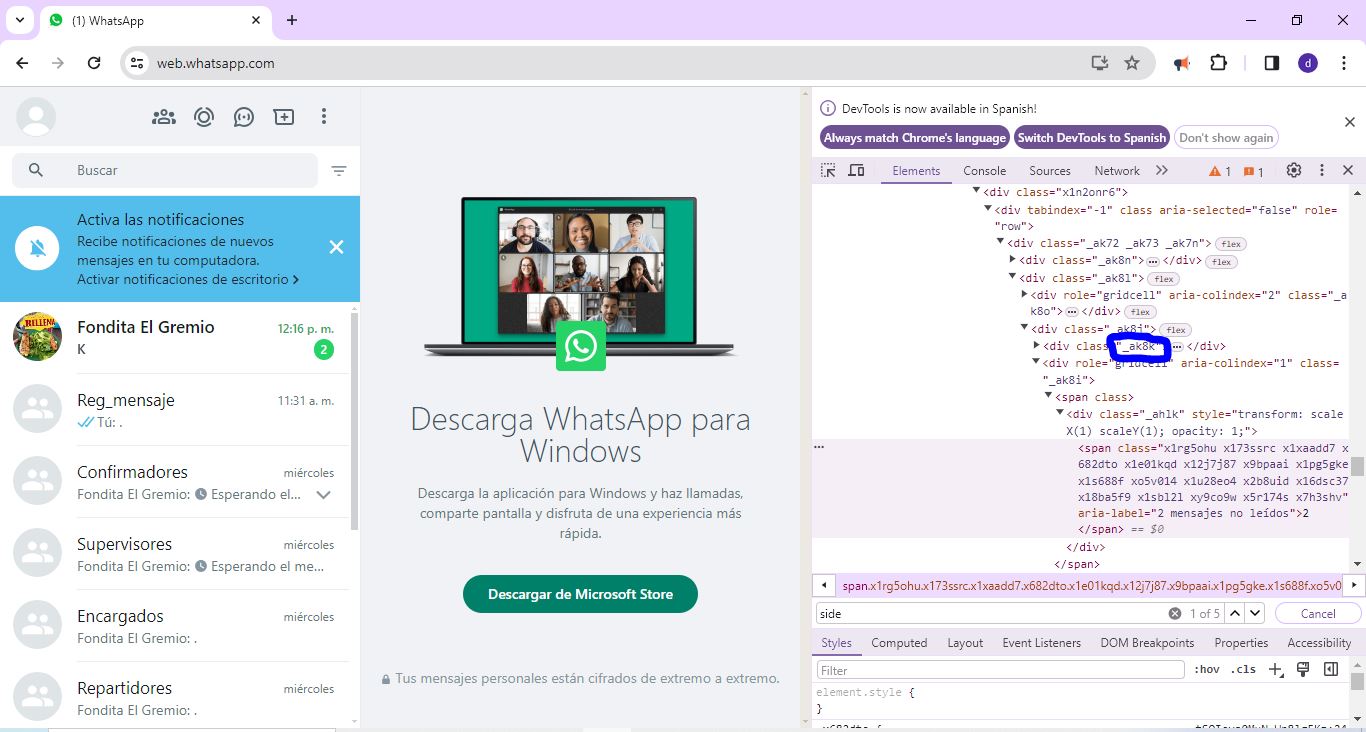 (1) WhatsApp
web.whatsapp.com
d
Buscar
Activa las notificaciones
Recibe notificaciones de nuevos
mensajes en tu computadora.
Activar notificaciones de escritorio
Fondita El Gremio
12:16 p. m.
K
2
Reg_mensaje
11:31 a. m.
Tú: .
Confirmadores
miércoles
Fondita El Gremio: Esperando el...
Supervisores
miércoles
Fondita El Gremio: Esperando el me...
Encargados
miércoles
Fondita El Gremio: .
Repartidores
miércoles
Fondita El Gremio: .
Descarga WhatsApp para
Windows
Descarga la aplicación para Windows y haz llamadas,
comparte pantalla y disfruta de una experiencia más
rápida.
Descargar de Microsoft Store
Tus mensajes personales están cifrados de extremo a extremo.
DevTools is now available in Spanish!
Always match Chrome's language
Switch DevTools to Spanish
Don't show again
Elements
Console
Sources
Network
1
1
<div class="x1n2onr6">
<div tabindex="-1" class aria-selected="false" role=
"row">
<div class="_ak72 _ak73 _ak7n"> flex
<div class="_ak8n"> ... </div> flex
<div class="_ak8l"> flex
<div role="gridcell" aria-colindex="2" class="_a
k8o"> ... </div> flex
<div class="_ak8j"> flex
<div class "_ak8k" ... </div>
<div role="gridcell" aria-colindex="1" class=
"_ak8i">
<span class>
<div class="_ahlk" style="transform: scale
X(1) scaleY(1); opacity: 1;">
<span class="x1rg5ohu x173ssrc x1xaadd7 x
682dto x1e01kqd x12j7j87 x9bpaai x1pg5gke
x1s688f xo5v014 x1u28eo4 x2b8uid x16dsc37
x18ba5f9 x1sbl2l xy9co9w x5r174s x7h3shv"
aria-label="2 mensajes no leídos">2
</span> == $0
</div>
</span>
span.x1rg5ohu.x173ssrc.x1xaadd7.x682dto.x1e01kqd.x12j7j87.x9bpaai.x1pg5gke.x1s688f.xo5v0
side
1 of 5
Cancel
Styles
Computed
Layout
Event Listeners
DOM Breakpoints
Properties
Accessibility
Filter
:hov
.cls
element.style {
}